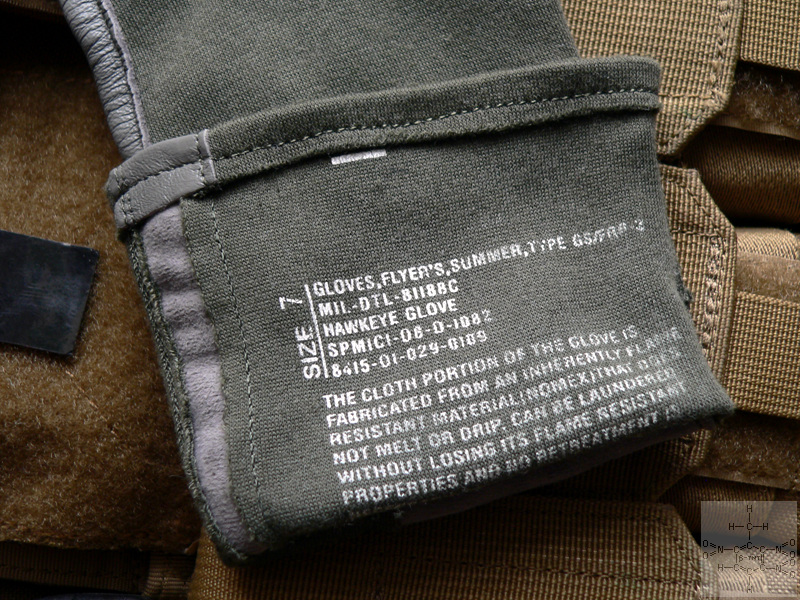 SIZE 7
GLOVES,FLYER'S,SUMMER,TYPE GS/FRP-2
MIL-DTL-81188C
HAWKEYE GLOVE
SPM1C1-08-D-1082
8415-01-029-0109
THE CLOTH PORTION OF THE GLOVE IS
FABRICATED FROM AN INHERENTLY FLAME
RESISTANT MATERIAL(NOMEX)THAT DOES
NOT MELT OR DRIP. CAN BE LAUNDERED
WITHOUT LOSING ITS FLAME RESISTANT
PROPERTIES AND NO RETREATMENT